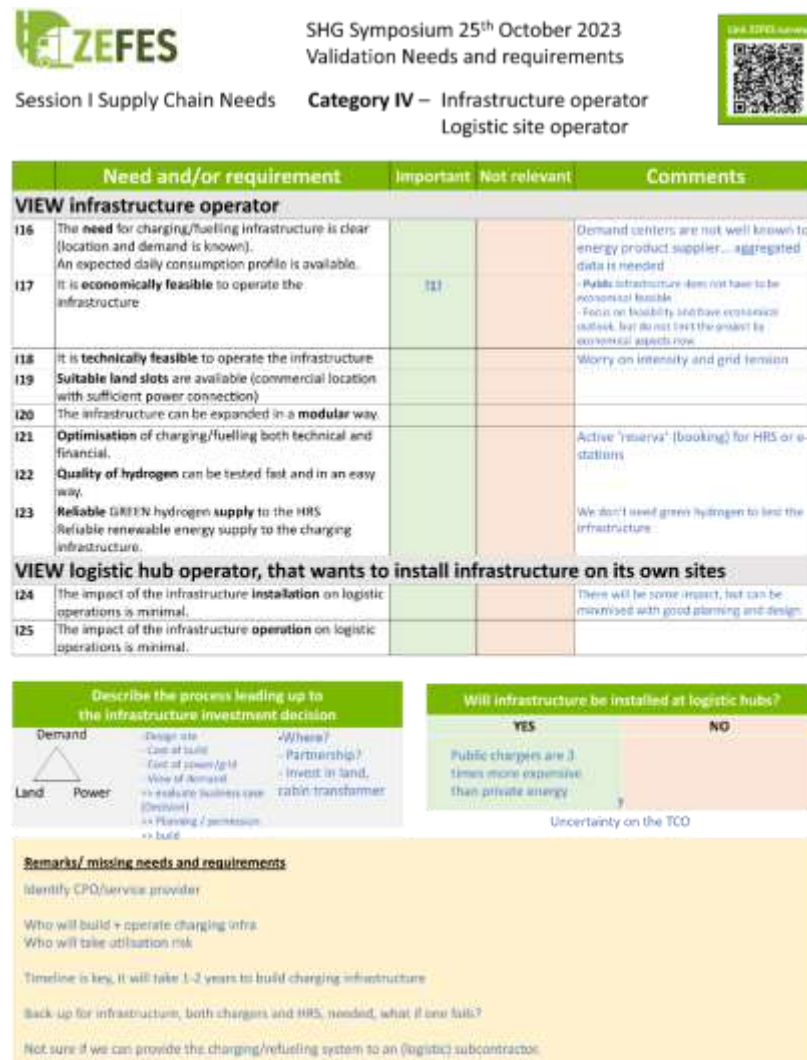 ZEFES
SHG Symposium 25th October 2023
Validation Needs and requirements
Link ZEFES survey
Session I Supply Chain Needs
Category IV – Infrastructure operator
Logistic site operator
Need and/or requirement Important Not relevant Comments
VIEW infrastructure operator
I16 The need for charging/fuelling infrastructure is clear
(location and demand is known).
An expected daily consumption profile is available.
Demand centers are not well known to
energy product supplier... aggregated
data is needed
I17 It is economically feasible to operate the
infrastructure
- Public infrastructure does not have to be
economical feasible
- Focus on feasibility and have economical
outlook, but do not limit the project by
economical aspects now
I18 It is technically feasible to operate the infrastructure
Worry on intensity and grid tension
I19 Suitable land slots are available (commercial location
with sufficient power connection)
I20 The infrastructure can be expanded in a modular way.
I21 Optimisation of charging/fuelling both technical and
financial.
Active 'reserva' (booking) for HRS or e-
stations
I22 Quality of hydrogen can be tested fast and in an easy
way.
I23 Reliable GREEN hydrogen supply to the HRS
Reliable renewable energy supply to the charging
infrastructure.
We don't need green hydrogen to test the
infrastructure
VIEW logistic hub operator, that wants to install infrastructure on its own sites
I24 The impact of the infrastructure installation on logistic
operations is minimal.
There will be some impact, but can be
minimised with good planning and design
I25 The impact of the infrastructure operation on logistic
operations is minimal.
Describe the process leading up to
the infrastructure investment decision
Demand
Land Power
- Design site
- Cost of build
- Cost of power/grid
- View of demand
=> evaluate business case
(Decision)
=> Planning / permission
=> build
-Where?
- Partnership?
- Invest in land,
cabin transformer
Will infrastructure be installed at logistic hubs?
YES NO
Public chargers are 3
times more expensive
than private energy
?
Uncertainty on the TCO
Remarks/ missing needs and requirements
Identify CPO/service provider
Who will build + operate charging infra
Who will take utilisation risk
Timeline is key, it will take 1-2 years to build charging infrastructure
Back-up for infrastructure, both chargers and HRS, needed, what if one fails?
Not sure if we can provide the charging/refueling system to an (logistic) subcontractor.